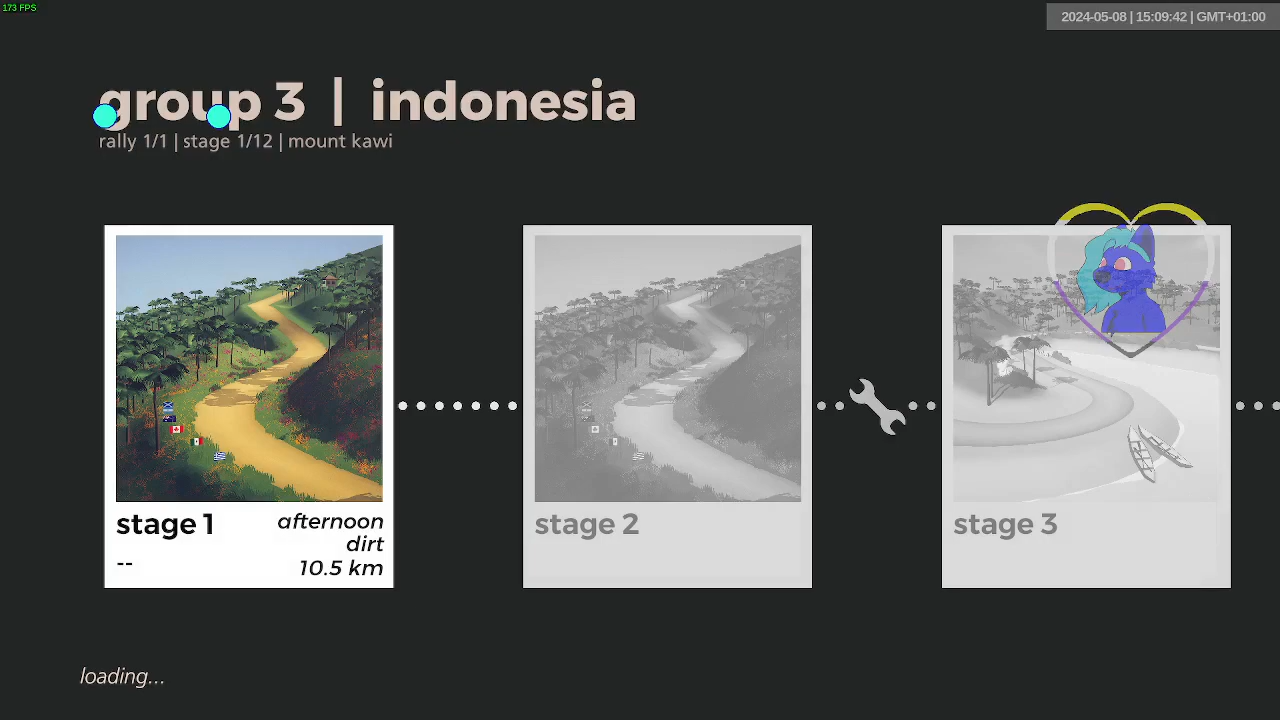 173 FPS
2024-05-08 | 15:09:42 | GMT+01:00
group 3 | indonesia
rally 1/1 | stage 1/12 | mount kawi
stage 1
afternoon
dirt
--
10.5 km
stage 2
stage 3
loading...